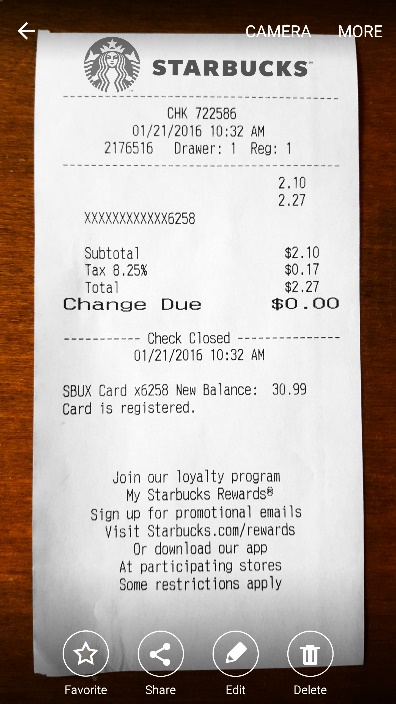 CAMERA MORE
STARBUCKS™
CHK 722586
01/21/2016 10:32 AM
2176516 Drawer: 1 Reg: 1
2.10
2.27
XXXXXXXXXXXX6258
Subtotal $2.10
Tax 8.25% $0.17
Total $2.27
Change Due $0.00
---------- Check Closed ----------
01/21/2016 10:32 AM
SBUX Card x6258 New Balance: 30.99
Card is registered.
Join our loyalty program
My Starbucks Rewards®
Sign up for promotional emails
Visit Starbucks.com/rewards
Or download our app
At participating stores
Some restrictions apply
Favorite Share Edit Delete